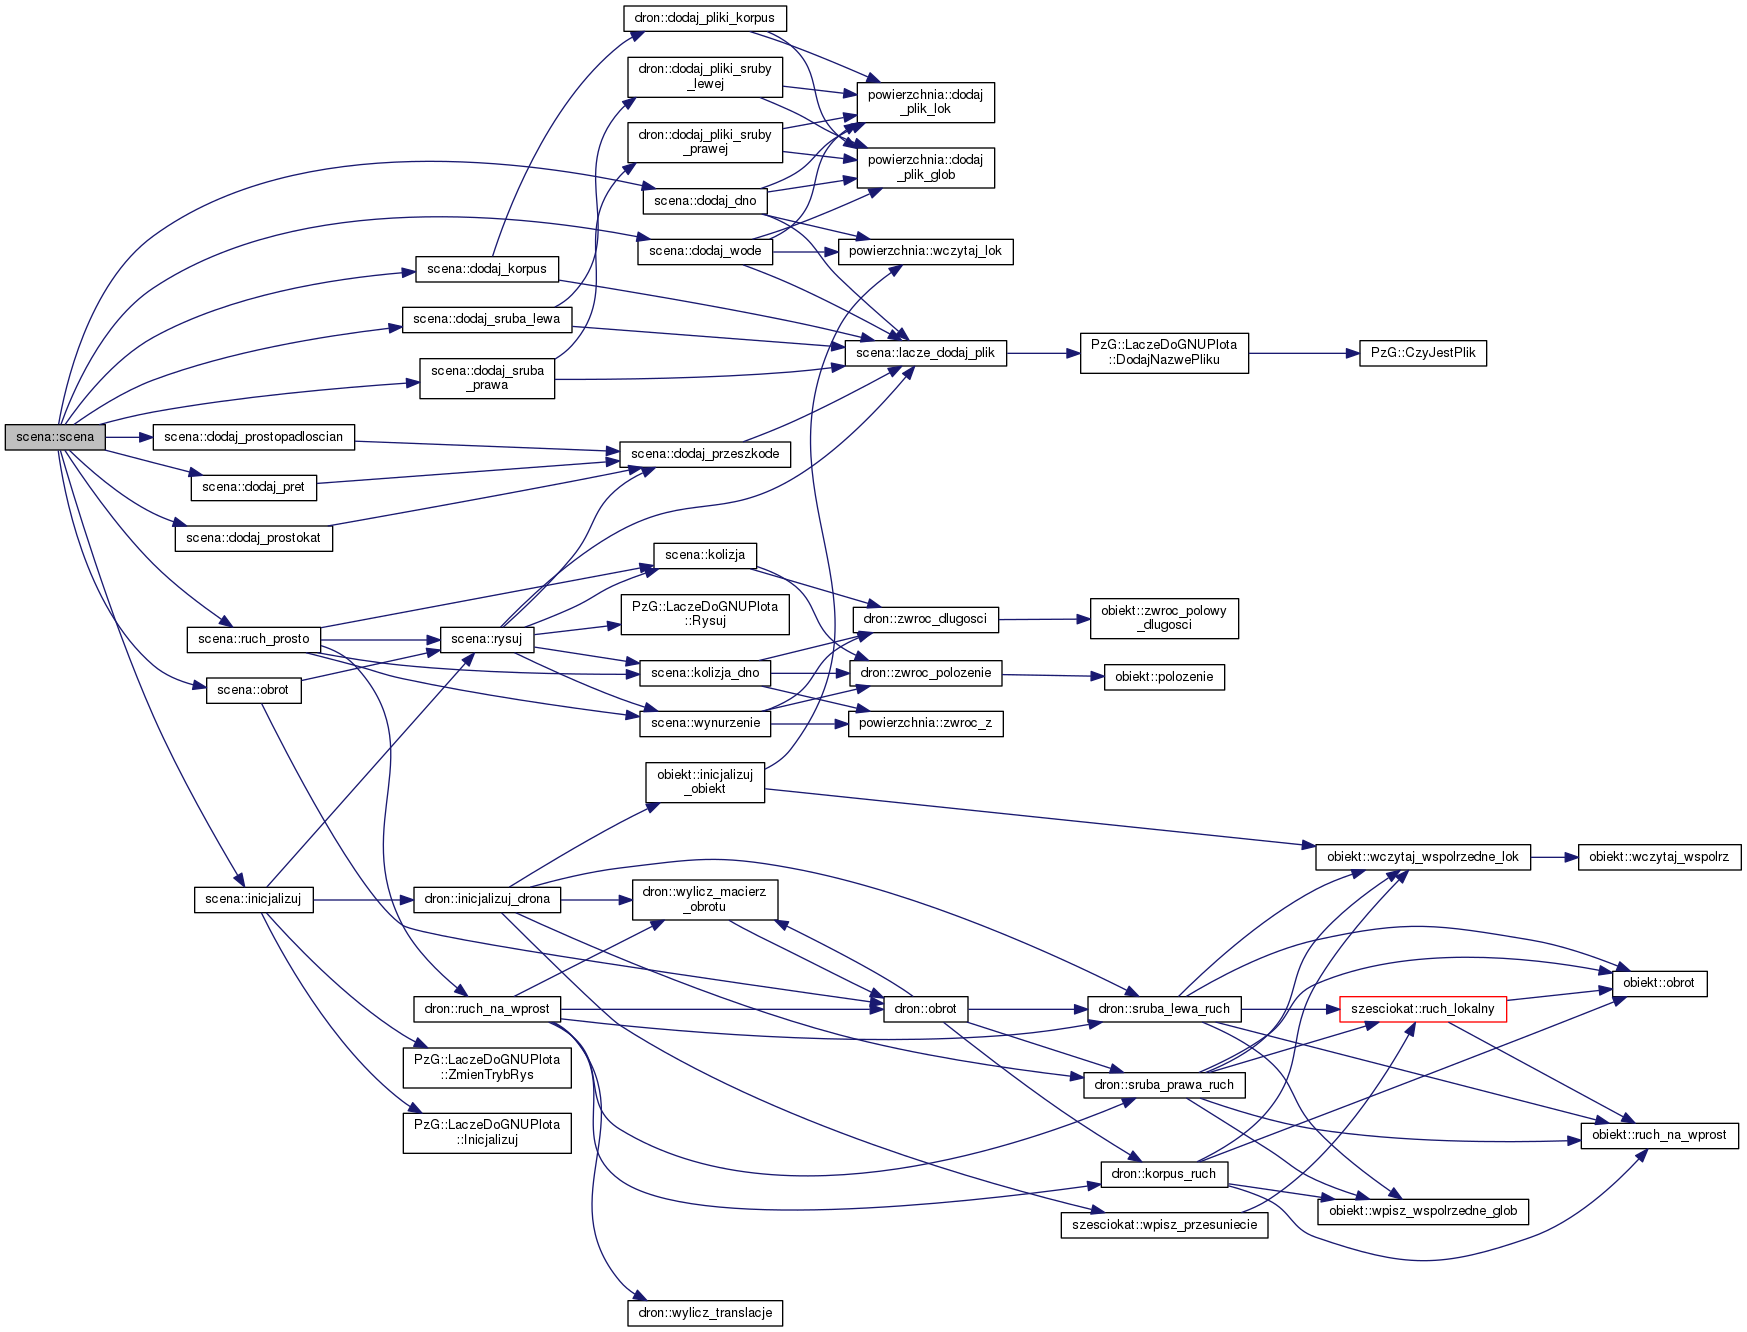 dron::dodaj_pliki_korpus
dron::dodaj_pliki_sruby
_lewej
powierzchnia::dodaj
_plik_lok
dron::dodaj_pliki_sruby
_prawej
powierzchnia::dodaj
_plik_glob
scena::dodaj_dno
scena::dodaj_wode
powierzchnia::wczytaj_lok
scena::dodaj_korpus
scena::dodaj_sruba_lewa
scena::lacze_dodaj_plik
PzG::LaczeDoGNUPlota
::DodajNazwePliku
PzG::CzyJestPlik
scena::dodaj_sruba
_prawa
scena::scena
scena::dodaj_prostopadloscian
scena::dodaj_przeszkode
scena::dodaj_pret
scena::dodaj_prostokat
scena::kolizja
PzG::LaczeDoGNUPlota
::Rysuj
dron::zwroc_dlugosci
obiekt::zwroc_polowy
_dlugosci
scena::ruch_prosto
scena::rysuj
scena::kolizja_dno
dron::zwroc_polozenie
obiekt::polozenie
scena::obrot
scena::wynurzenie
powierzchnia::zwroc_z
obiekt::inicjalizuj
_obiekt
obiekt::wczytaj_wspolrzedne_lok
obiekt::wczytaj_wspolrz
scena::inicjalizuj
dron::inicjalizuj_drona
dron::wylicz_macierz
_obrotu
obiekt::obrot
dron::ruch_na_wprost
dron::obrot
dron::sruba_lewa_ruch
szesciokat::ruch_lokalny
PzG::LaczeDoGNUPlota
::ZmienTrybRys
dron::sruba_prawa_ruch
PzG::LaczeDoGNUPlota
::Inicjalizuj
obiekt::ruch_na_wprost
dron::korpus_ruch
obiekt::wpisz_wspolrzedne_glob
szesciokat::wpisz_przesuniecie
dron::wylicz_translacje